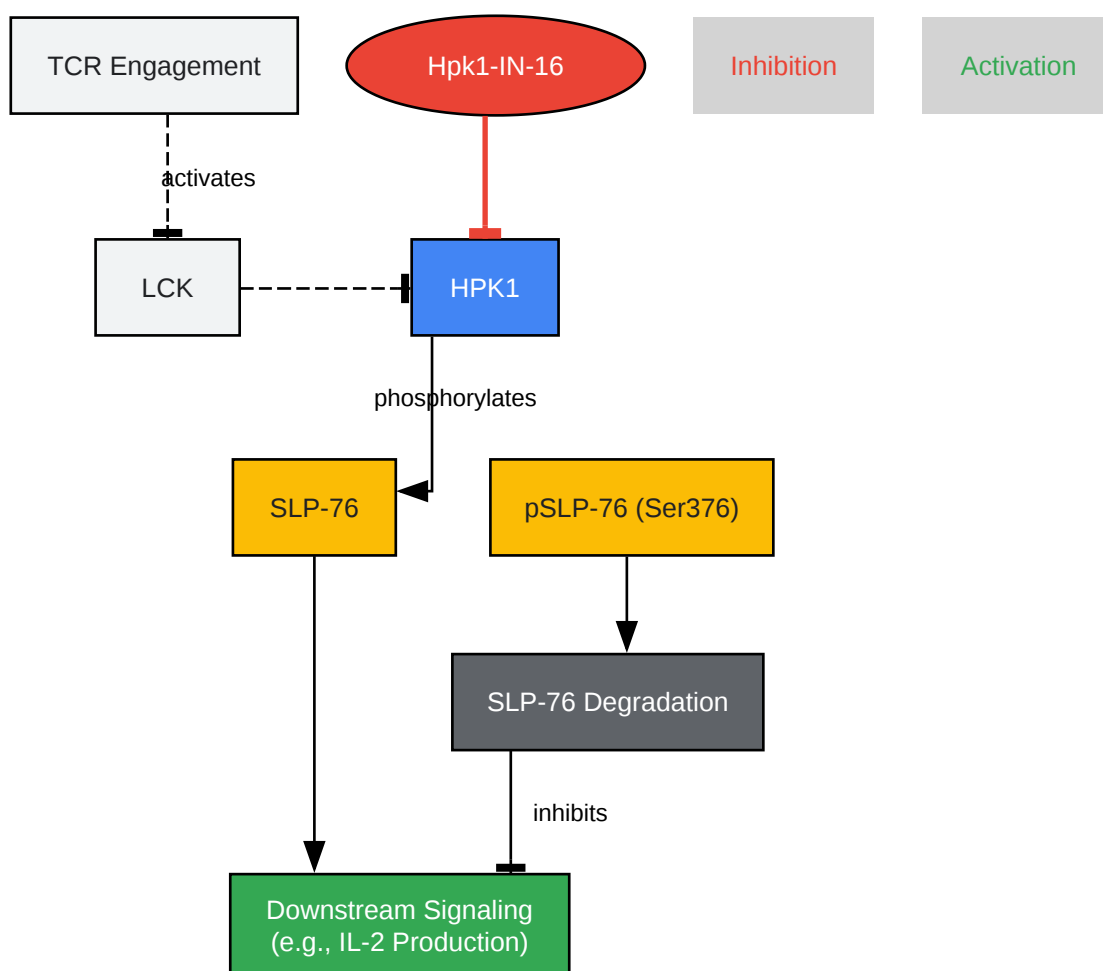 TCR Engagement
Hpk1-IN-16
Inhibition
Activation
activates
LCK
HPK1
phosphorylates
SLP-76
pSLP-76 (Ser376)
SLP-76 Degradation
inhibits
Downstream Signaling
(e.g., IL-2 Production)